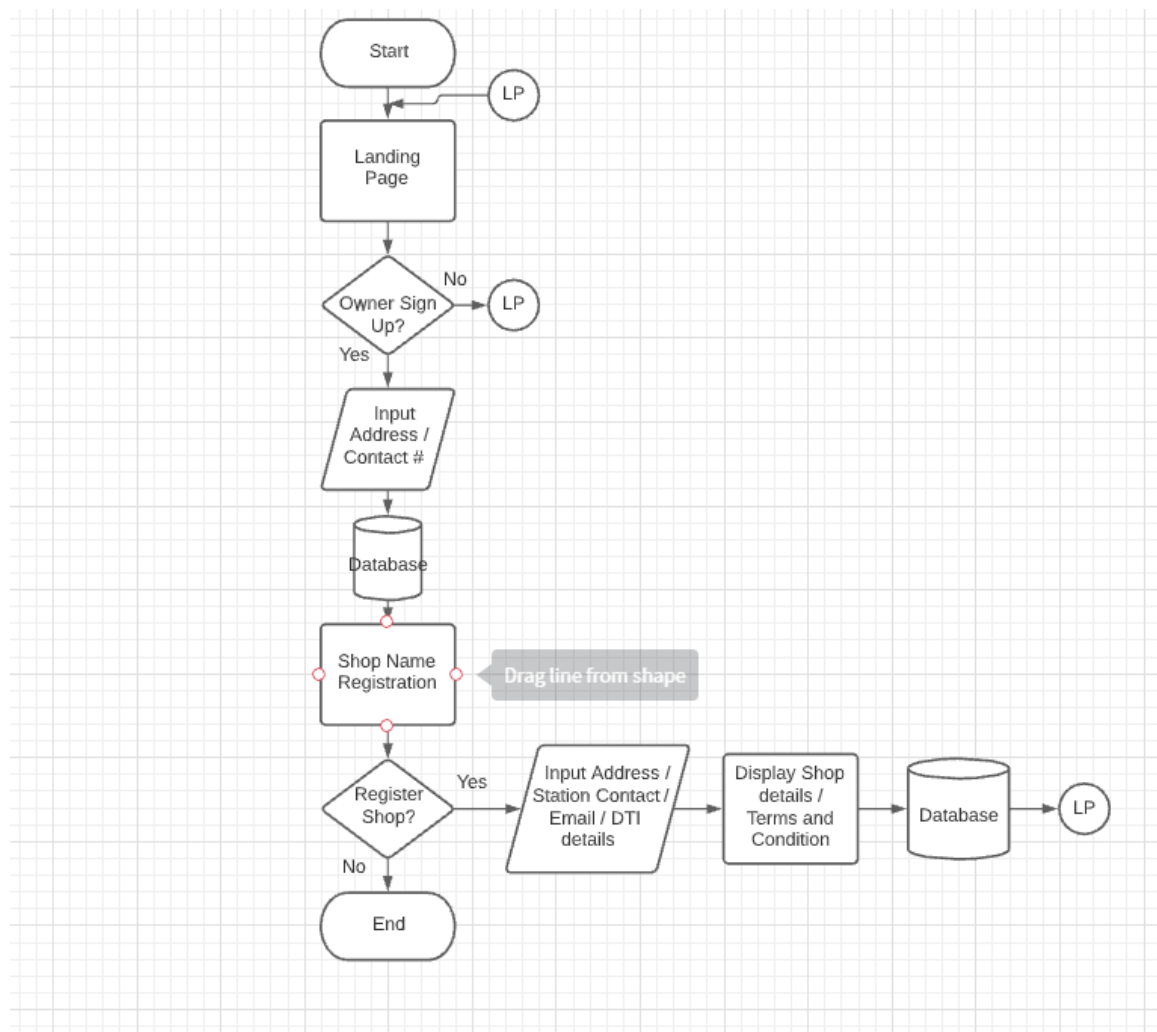 Start
LP
Landing
Page
No
Owner Sign
Up?
LP
Yes
Input
Address /
Contact #
Database
Shop Name
Registration
Drag line from shape
Register
Shop?
Yes
Input Address /
Station Contact /
Email / DTI
details
Display Shop
details /
Terms and
Condition
Database
LP
No
End